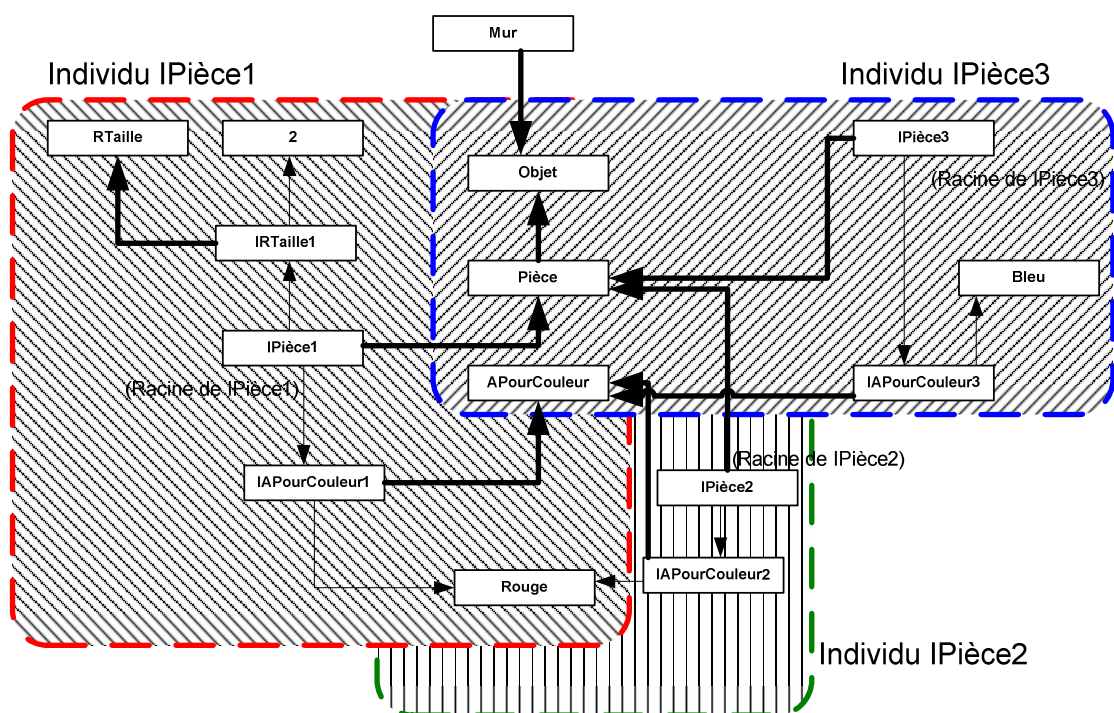 Mur
Individu IPièce1
Individu IPièce3
RTaille
2
IPièce3
Objet
(Racine de IPièce3)
IRTaille1
Pièce
Bleu
IPièce1
(Racine de IPièce1)
APourCouleur
IAPourCouleur3
(Racine de IPièce2)
IAPourCouleur1
IPièce2
Rouge
IAPourCouleur2
Individu IPièce2